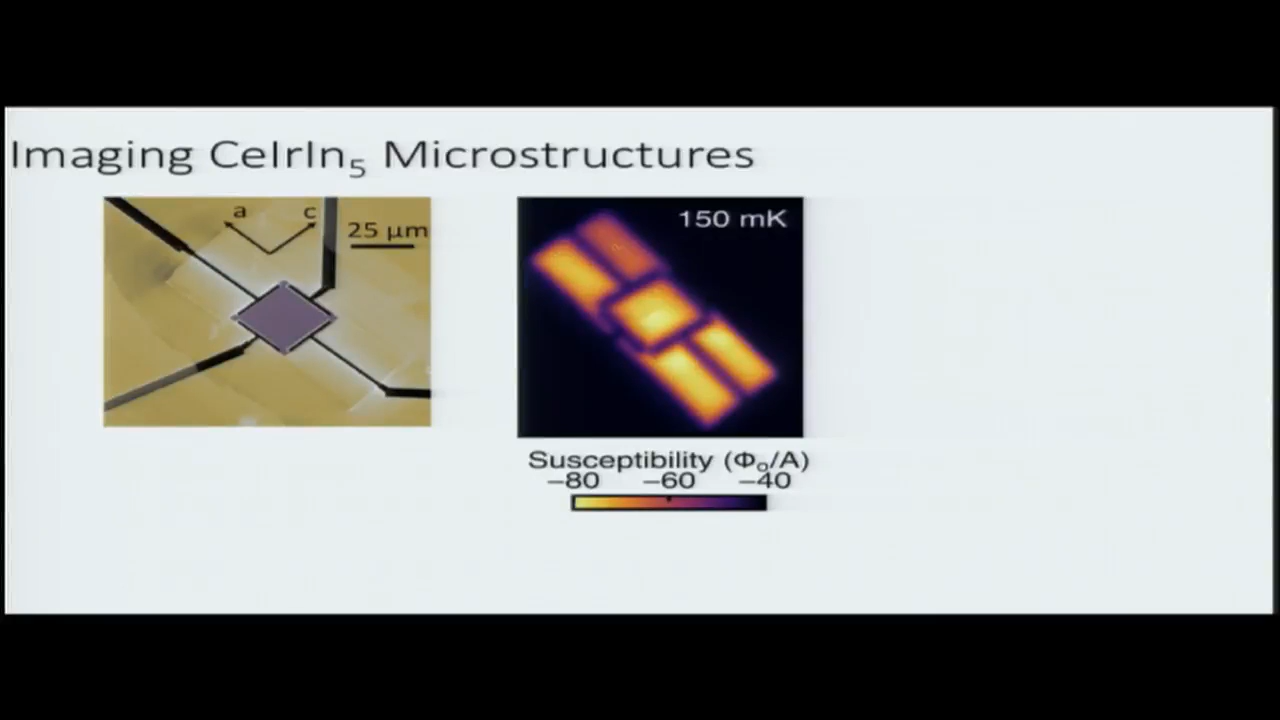 Imaging CeIrIn₅ Microstructures
a c
25 μm
150 mK
Susceptibility (Φ₀/A)
−80 −60 −40